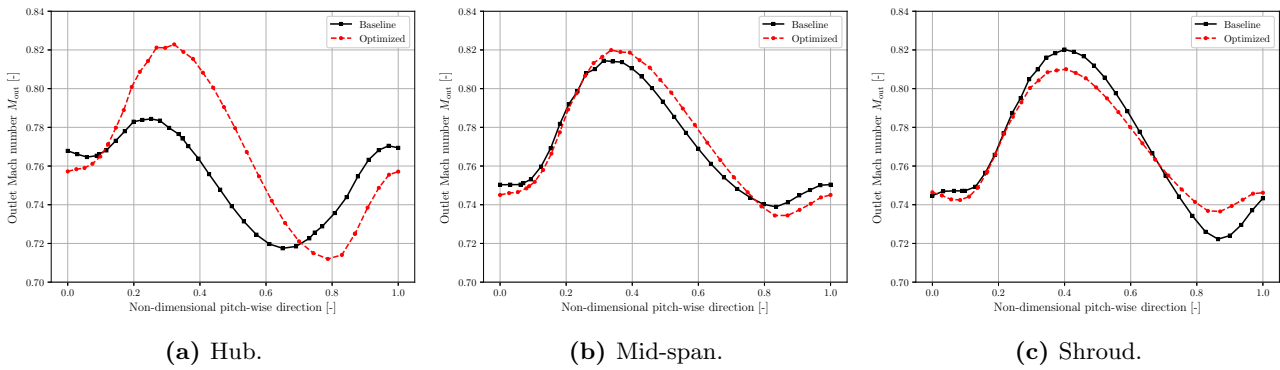 0.84
0.82
0.80
0.78
0.76
0.74
0.72
0.70
Outlet Mach number M_out [-]
0.0 0.2 0.4 0.6 0.8 1.0
Non-dimensional pitch-wise direction [-]
Baseline
Optimized
(a) Hub.
0.84
0.82
0.80
0.78
0.76
0.74
0.72
0.70
Outlet Mach number M_out [-]
0.0 0.2 0.4 0.6 0.8 1.0
Non-dimensional pitch-wise direction [-]
Baseline
Optimized
(b) Mid-span.
0.84
0.82
0.80
0.78
0.76
0.74
0.72
0.70
Outlet Mach number M_out [-]
0.0 0.2 0.4 0.6 0.8 1.0
Non-dimensional pitch-wise direction [-]
Baseline
Optimized
(c) Shroud.